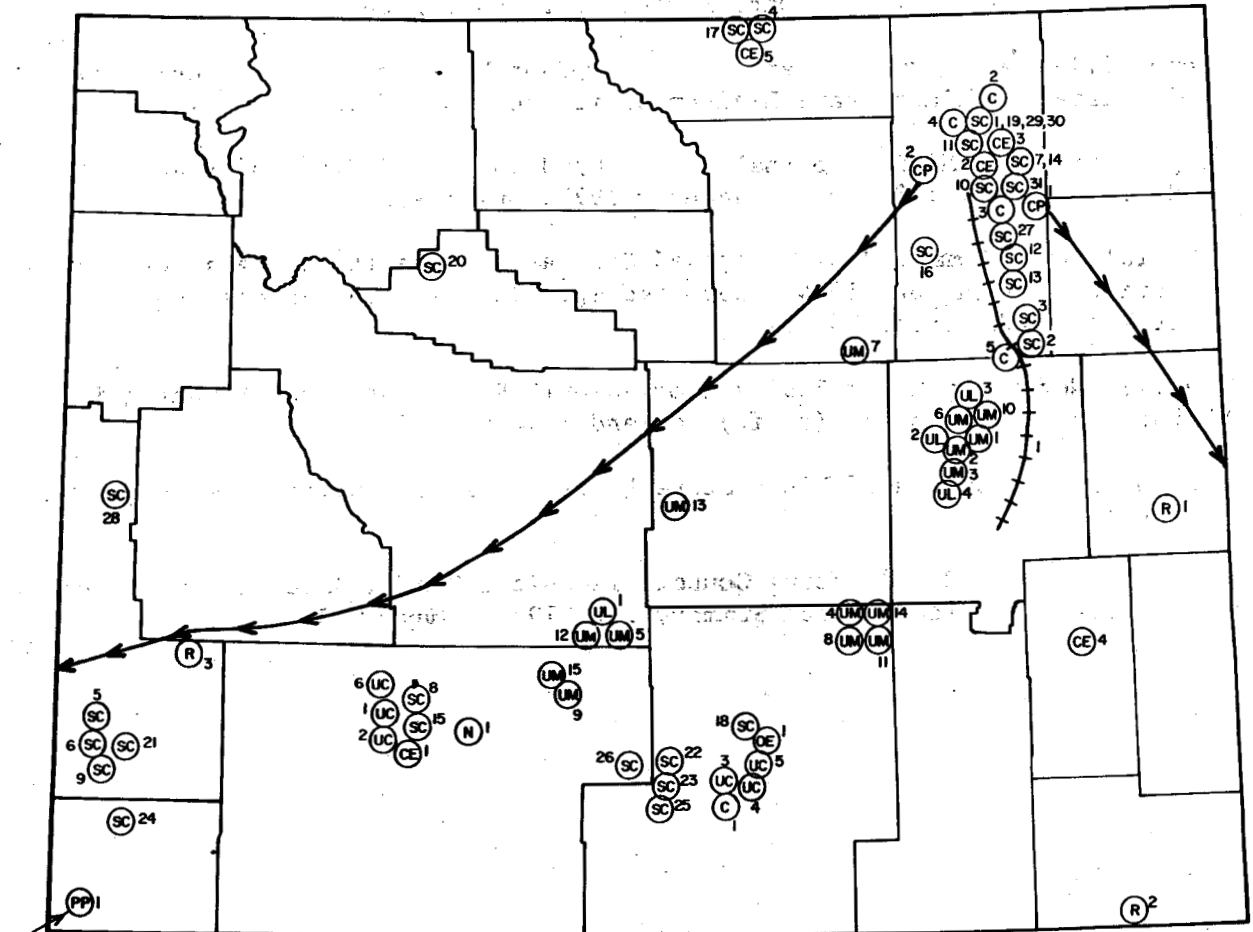 4
17 SC SC
CE 5
2
C
4 C SC 1,19,29,30
11 SC CE 3
2 CE SC 7,14
10 SC SC 31
3 C CP 1
2
CP
SC 27
SC 12
SC
16
SC 13
SC 20
SC 3
SC 2
5 C
UM 7
UL 3
6 UM UM 10
2 UL UM 1
UM 2
UM 3
UL 4
1
SC
28
UM 13
R 1
UL 1
12 UM UM 5
4 UM UM 14
8 UM UM
11
CE 4
R 3
6 UC SC 8
UM 15
UM
9
5
SC
1 UC SC 15
N 1
6 SC SC 21
2 UC CE 1
9 SC
18 SC OE 1
26 SC SC 22
3 UC UC 5
SC 23 UC
4
SC 25 C
1
SC 24
PP 1
R 2